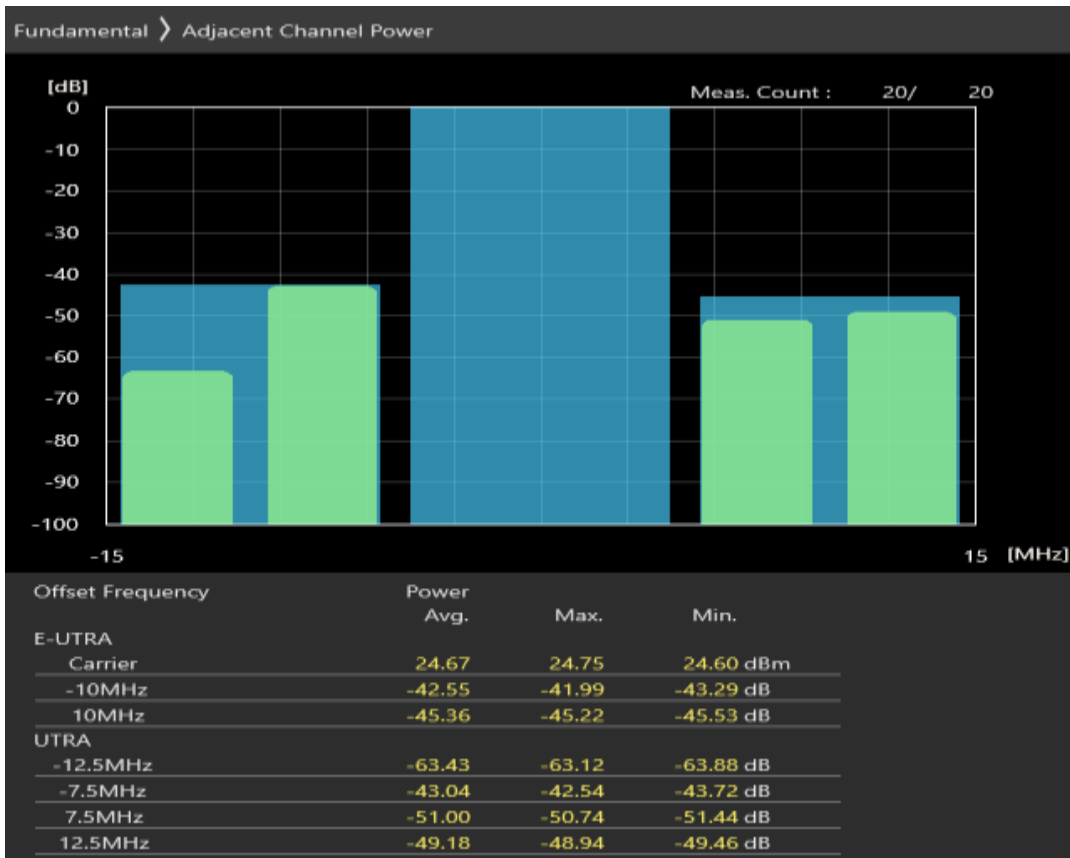 Fundamental 〉 Adjacent Channel Power
[dB]
Meas. Count : 20/ 20
0
-10
-20
-30
-40
-50
-60
-70
-80
-90
-100
-15 15 [MHz]
Offset Frequency Power
Avg. Max. Min.
E-UTRA
Carrier 24.67 24.75 24.60 dBm
-10MHz -42.55 -41.99 -43.29 dB
10MHz -45.36 -45.22 -45.53 dB
UTRA
-12.5MHz -63.43 -63.12 -63.88 dB
-7.5MHz -43.04 -42.54 -43.72 dB
7.5MHz -51.00 -50.74 -51.44 dB
12.5MHz -49.18 -48.94 -49.46 dB